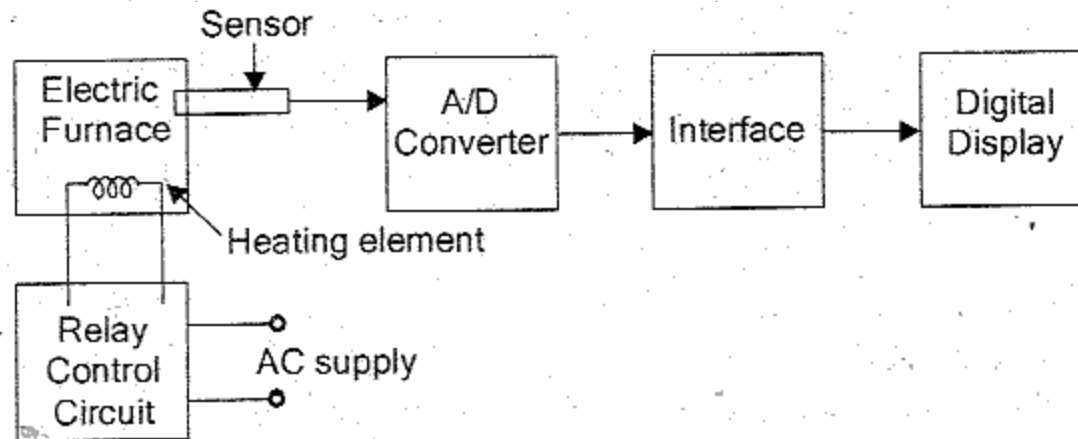 Sensor
Electric
Furnace
A/D
Converter
Interface
Digital
Display
Heating element
Relay
Control
Circuit
AC supply